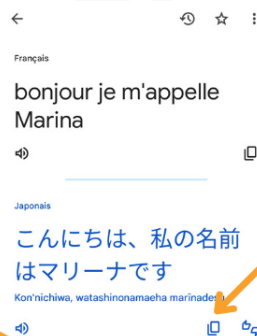 Français
bonjour je m'appelle
Marina
Japonais
こんにちは、私の名前
はマリーナです
Kon'nichiwa, watashinonamaeha marīnadesu